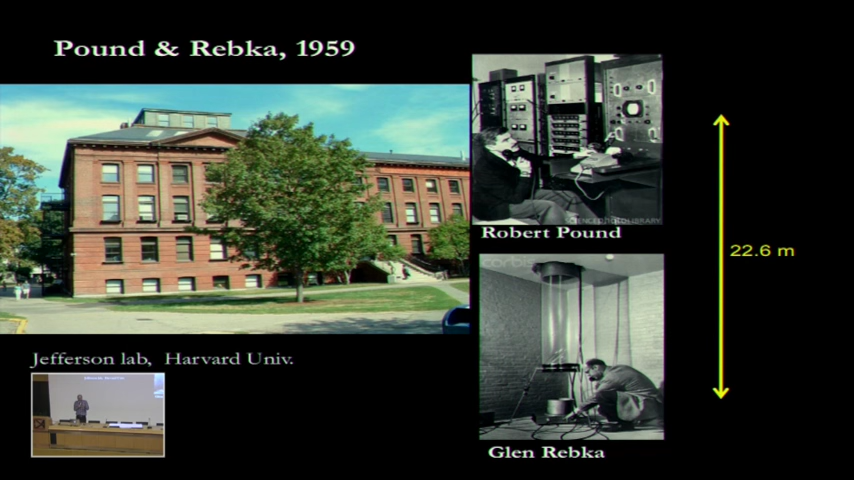 Pound & Rebka, 1959
Robert Pound
22.6 m
Jefferson lab, Harvard Univ.
Glen Rebka